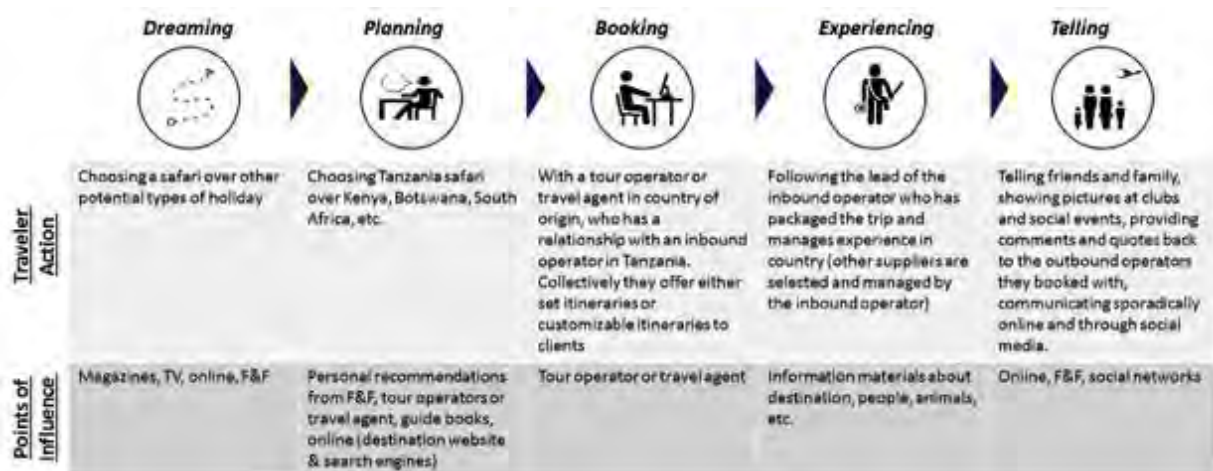 Dreaming
Planning
Booking
Experiencing
Telling
Traveler
Action
Choosing a safari over other
potential types of holiday
Choosing Tanzania safari
over Kenya, Botswana, South
Africa, etc.
With a tour operator or
travel agent in country of
origin, who has a
relationship with an inbound
operator in Tanzania.
Collectively they offer either
set itineraries or
customizable itineraries to
clients
Following the lead of the
inbound operator who has
packaged the trip and
manages experience in
country (other suppliers are
selected and managed by
the inbound operator)
Telling friends and family,
showing pictures at clubs
and social events, providing
comments and quotes back
to the outbound operators
they booked with,
communicating sporadically
online and through social
media.
Points of
Influence
Magazines, TV, online, F&F
Personal recommendations
from F&F, tour operators or
travel agent, guide books,
online (destination website
& search engines)
Tour operator or travel agent
Information materials about
destination, people, animals,
etc.
Online, F&F, social networks